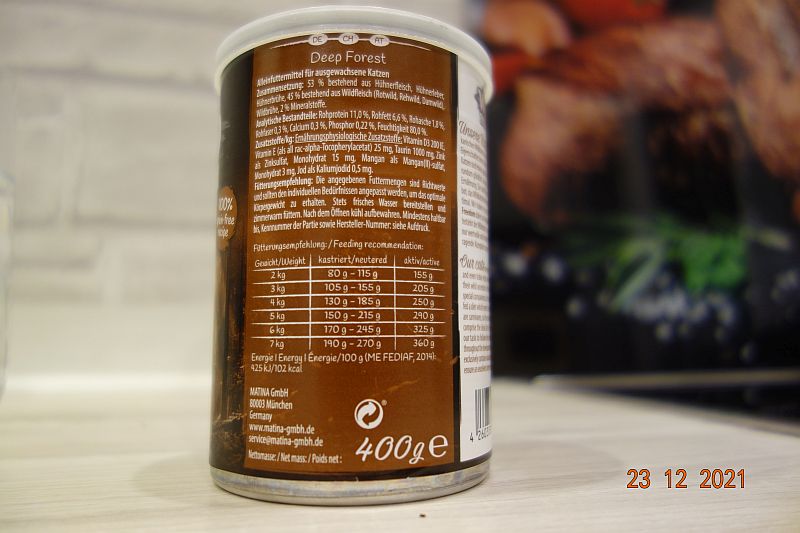 DE CH AT
Deep Forest
Alleinfuttermittel für ausgewachsene Katzen
Zusammensetzung: 53 % bestehend aus Hühnerfleisch, Hühnerleber,
Hühnerbrühe, 45 % bestehend aus Wildfleisch (Rotwild, Rehwild, Damwild),
Wildbrühe, 2 % Mineralstoffe.
Analytische Bestandteile: Rohprotein 11,0 %, Rohfett 6,6 %, Rohasche 1,8 %,
Rohfaser 0,3 %, Calcium 0,3 %, Phosphor 0,22 %, Feuchtigkeit 80,0 %.
Zusatzstoffe/kg: Ernährungsphysiologische Zusatzstoffe: Vitamin D3 200 IE,
Vitamin E (als all rac-alpha-Tocopherylacetat) 25 mg, Taurin 1000 mg, Zink
als Zinksulfat, Monohydrat 15 mg, Mangan als Mangan(II)-sulfat,
Monohydrat 3 mg, Jod als Kaliumjodid 0,5 mg.
Fütterungsempfehlung: Die angegebenen Futtermengen sind Richtwerte
und sollten den individuellen Bedürfnissen angepasst werden, um das optimale
Körpergewicht zu erhalten. Stets frisches Wasser bereitstellen und
zimmerwarm füttern. Nach dem Öffnen kühl aufbewahren. Mindestens haltbar
bis, Kennnummer der Partie sowie Hersteller-Nummer: siehe Aufdruck.
Fütterungsempfehlung: / Feeding recommendation:
Gewicht/Weight kastriert/neutered aktiv/active
2 kg 80 g – 115 g 155 g
3 kg 105 g – 155 g 205 g
4 kg 130 g – 185 g 250 g
5 kg 150 g – 215 g 290 g
6 kg 170 g – 245 g 325 g
7 kg 190 g – 270 g 360 g
Energie I Energy I Énergie/100 g (ME FEDIAF, 2014):
425 kJ/102 kcal
MATINA GmbH
80003 München
Germany
www.matina-gmbh.de
service@matina-gmbh.de
Nettomasse: / Net mass: / Poids net :
400g e
100%
Our
23 12 2021